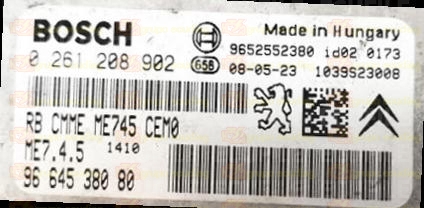 BOSCH
Made in Hungary
9652552380 id02 0173
0 261 208 902
65B 08-05-23 1039S23008
RB CMME ME745 CEM0
ME7.4.5 1410
96 645 380 80